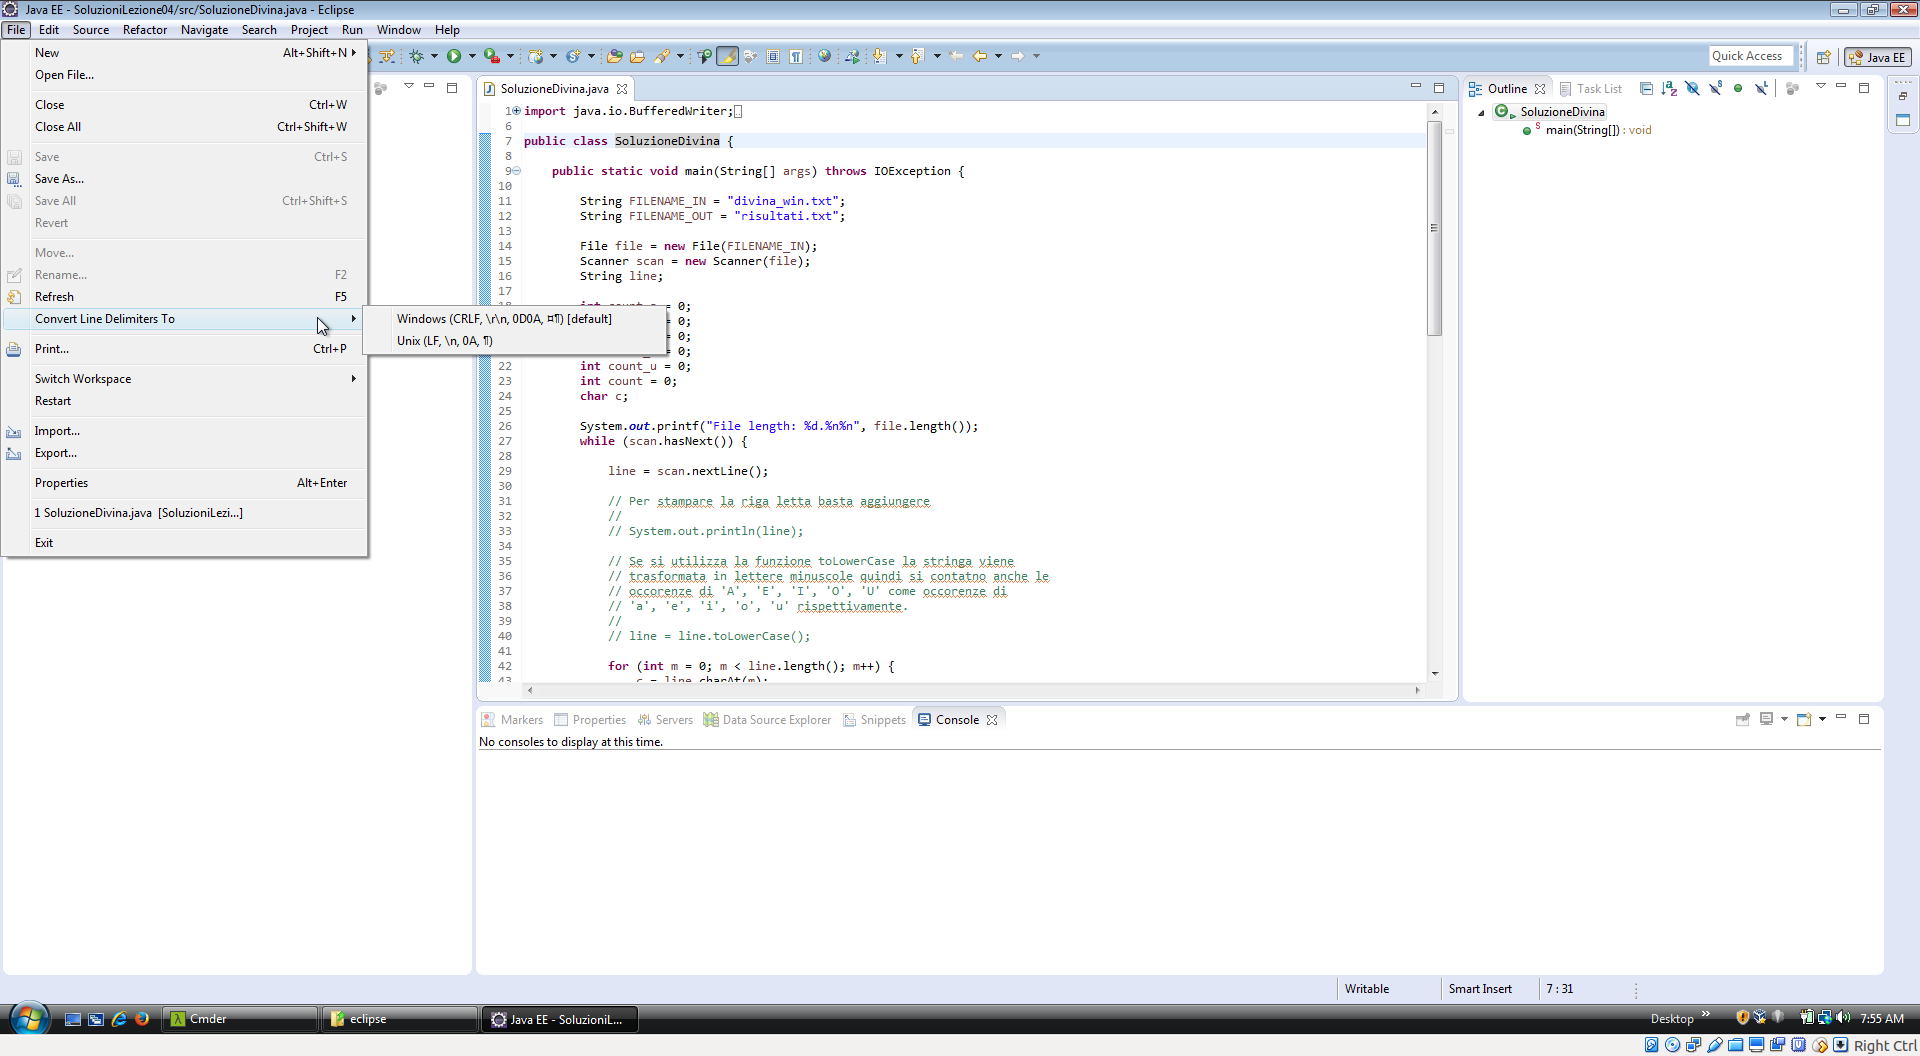 Java EE - SoluzioniLezione04/src/SoluzioneDivina.java - Eclipse
File Edit Source Refactor Navigate Search Project Run Window Help
New Alt+Shift+N
Open File...
Close Ctrl+W
Close All Ctrl+Shift+W
Save Ctrl+S
Save As...
Save All Ctrl+Shift+S
Revert
Move...
Rename... F2
Refresh F5
Convert Line Delimiters To
Print... Ctrl+P
Switch Workspace
Restart
Import...
Export...
Properties Alt+Enter
1 SoluzioneDivina.java [SoluzioniLezi...]
Exit
Windows (CRLF, \r\n, 0D0A, ¤¶) [default]
Unix (LF, \n, 0A, ¶)
Quick Access
Java EE
SoluzioneDivina.java
1 import java.io.BufferedWriter;
6
7 public class SoluzioneDivina {
8
9 public static void main(String[] args) throws IOException {
10
11 String FILENAME_IN = "divina_win.txt";
12 String FILENAME_OUT = "risultati.txt";
13
14 File file = new File(FILENAME_IN);
15 Scanner scan = new Scanner(file);
16 String line;
17
= 0;
= 0;
= 0;
= 0;
22 int count_u = 0;
23 int count = 0;
24 char c;
25
26 System.out.printf("File length: %d.%n%n", file.length());
27 while (scan.hasNext()) {
28
29 line = scan.nextLine();
30
31 // Per stampare la riga letta basta aggiungere
32 //
33 // System.out.println(line);
34
35 // Se si utilizza la funzione toLowerCase la stringa viene
36 // trasformata in lettere minuscole quindi si contatno anche le
37 // occorenze di 'A', 'E', 'I', 'O', 'U' come occorenze di
38 // 'a', 'e', 'i', 'o', 'u' rispettivamente.
39 //
40 // line = line.toLowerCase();
41
42 for (int m = 0; m < line.length(); m++) {
43 c = line.charAt(m);
Outline Task List
SoluzioneDivina
main(String[]) : void
Markers Properties Servers Data Source Explorer Snippets Console
No consoles to display at this time.
Writable Smart Insert 7 : 31
Cmder eclipse Java EE - SoluzioniL... Desktop » 7:55 AM
Right Ctrl